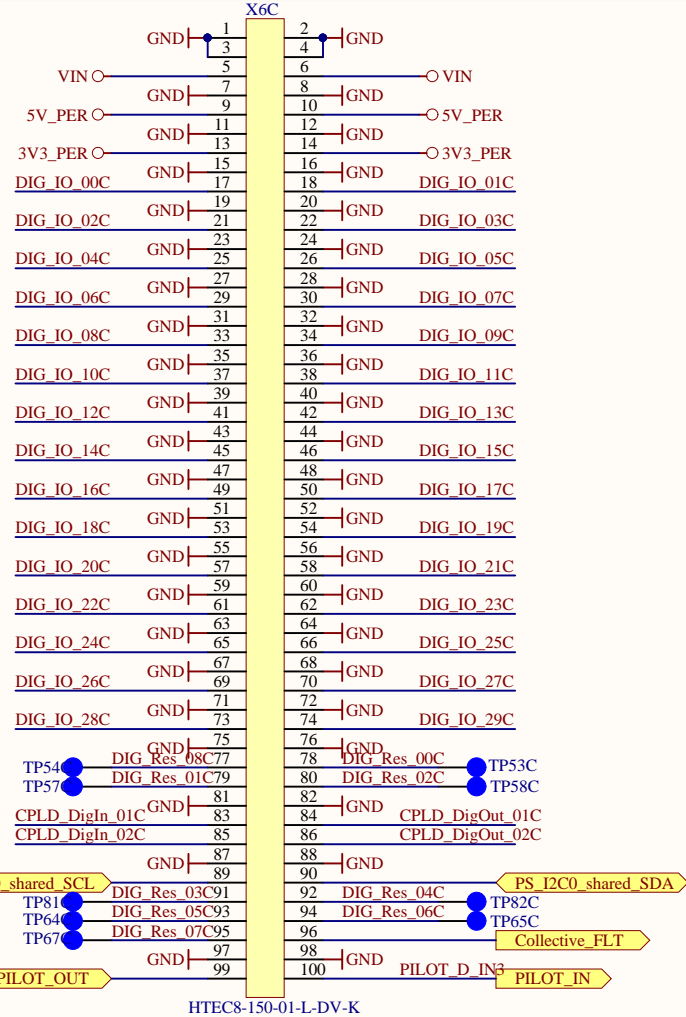 X6C
GND 1 2 GND
3 4
VIN 5 6 VIN
GND 7 8 GND
5V_PER 9 10 5V_PER
GND 11 12 GND
3V3_PER 13 14 3V3_PER
GND 15 16 GND
DIG_IO_00C 17 18 DIG_IO_01C
GND 19 20 GND
DIG_IO_02C 21 22 DIG_IO_03C
GND 23 24 GND
DIG_IO_04C 25 26 DIG_IO_05C
GND 27 28 GND
DIG_IO_06C 29 30 DIG_IO_07C
GND 31 32 GND
DIG_IO_08C 33 34 DIG_IO_09C
GND 35 36 GND
DIG_IO_10C 37 38 DIG_IO_11C
GND 39 40 GND
DIG_IO_12C 41 42 DIG_IO_13C
GND 43 44 GND
DIG_IO_14C 45 46 DIG_IO_15C
GND 47 48 GND
DIG_IO_16C 49 50 DIG_IO_17C
GND 51 52 GND
DIG_IO_18C 53 54 DIG_IO_19C
GND 55 56 GND
DIG_IO_20C 57 58 DIG_IO_21C
GND 59 60 GND
DIG_IO_22C 61 62 DIG_IO_23C
GND 63 64 GND
DIG_IO_24C 65 66 DIG_IO_25C
GND 67 68 GND
DIG_IO_26C 69 70 DIG_IO_27C
GND 71 72 GND
DIG_IO_28C 73 74 DIG_IO_29C
GND 75 76 GND
TP54C DIG_Res_08C 77 78 DIG_Res_00C TP53C
TP57C DIG_Res_01C 79 80 DIG_Res_02C TP58C
GND 81 82 GND
CPLD_DigIn_01C 83 84 CPLD_DigOut_01C
CPLD_DigIn_02C 85 86 CPLD_DigOut_02C
GND 87 88 GND
_shared_SCL 89 90 PS_I2C0_shared_SDA
TP81C DIG_Res_03C 91 92 DIG_Res_04C TP82C
TP64C DIG_Res_05C 93 94 DIG_Res_06C TP65C
TP67C DIG_Res_07C 95 96 Collective_FLT
GND 97 98 GND
PILOT_OUT 99 100 PILOT_D_IN3 PILOT_IN
HTEC8-150-01-L-DV-K